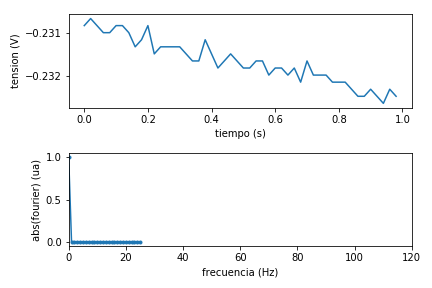 −0.231
−0.232
tension (V)
0.0 0.2 0.4 0.6 0.8 1.0
tiempo (s)
1.0
0.5
0.0
abs(fourier) (ua)
0 20 40 60 80 100 120
frecuencia (Hz)